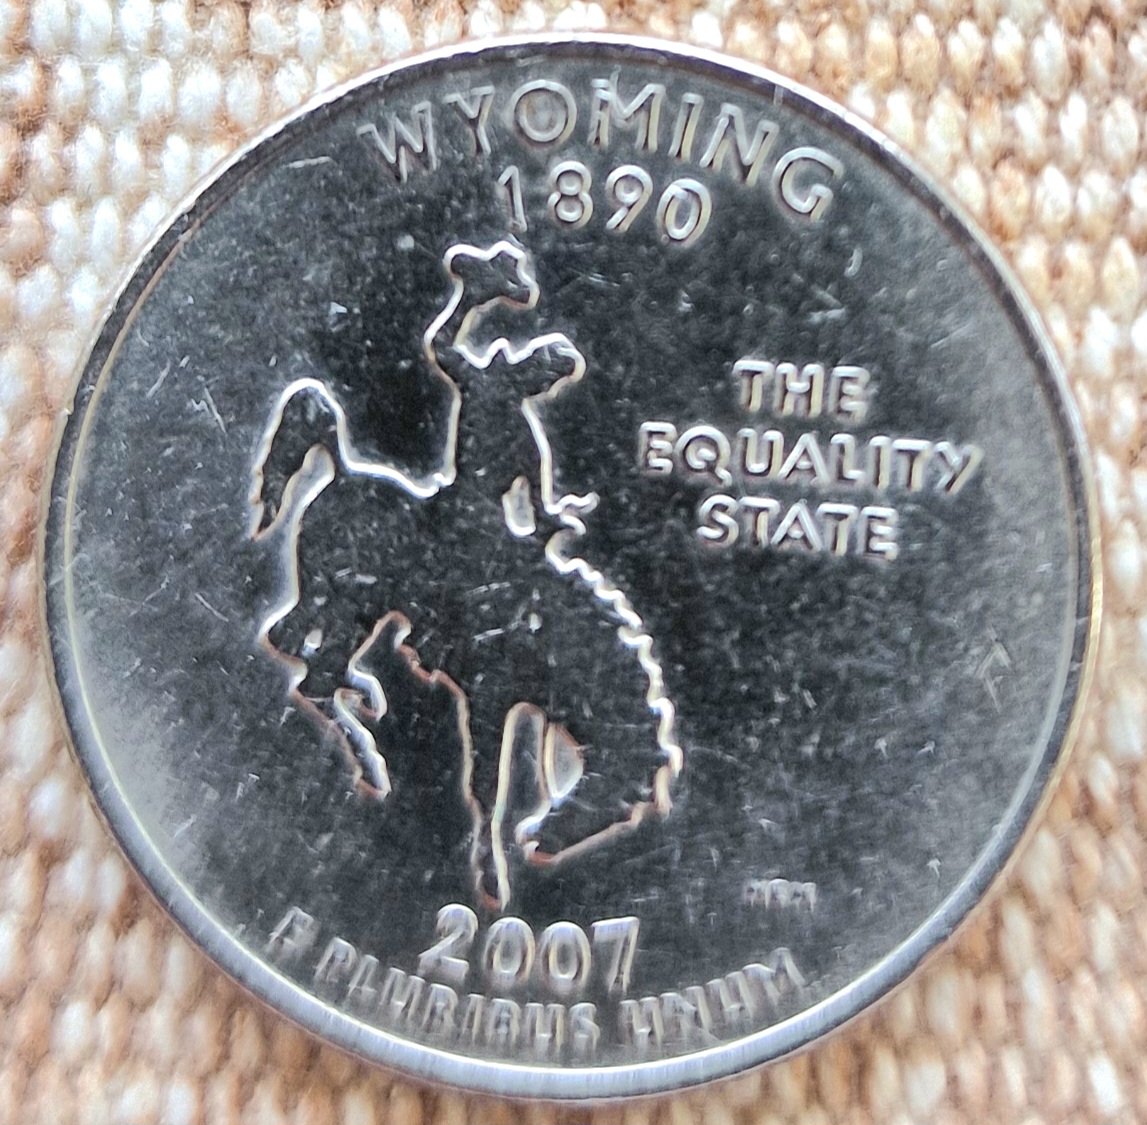 WYOMING
1890
THE
EQUALITY
STATE
2007
E PLURIBUS UNUM